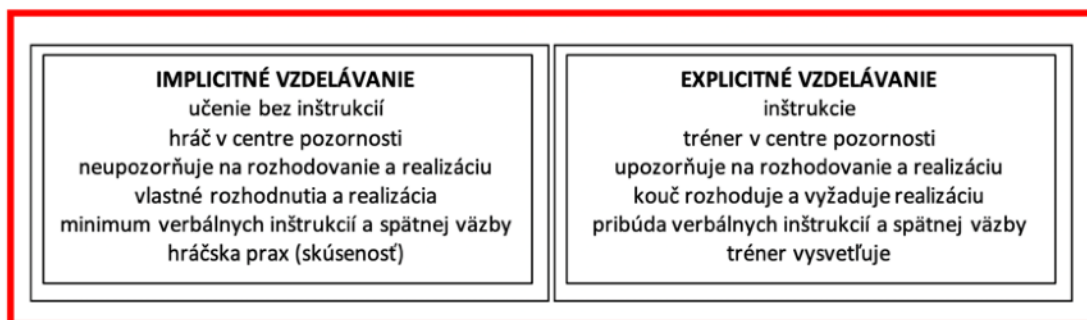 IMPLICITNÉ VZDELÁVANIE
učenie bez inštrukcií
hráč v centre pozornosti
neupozorňuje na rozhodovanie a realizáciu
vlastné rozhodnutia a realizácia
minimum verbálnych inštrukcií a spätnej väzby
hráčska prax (skúsenosť)
EXPLICITNÉ VZDELÁVANIE
inštrukcie
tréner v centre pozornosti
upozorňuje na rozhodovanie a realizáciu
kouč rozhoduje a vyžaduje realizáciu
pribúda verbálnych inštrukcií a spätnej väzby
tréner vysvetľuje